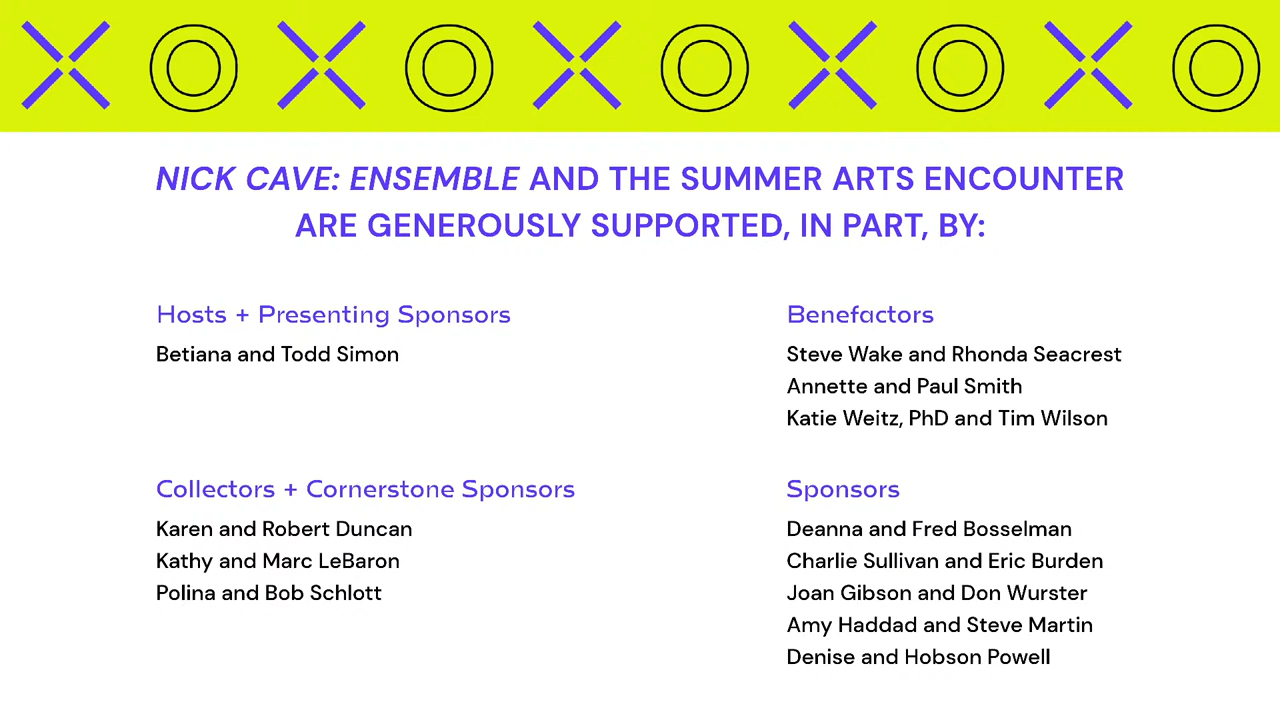 NICK CAVE: ENSEMBLE AND THE SUMMER ARTS ENCOUNTER
ARE GENEROUSLY SUPPORTED, IN PART, BY:
Hosts + Presenting Sponsors
Betiana and Todd Simon
Collectors + Cornerstone Sponsors
Karen and Robert Duncan
Kathy and Marc LeBaron
Polina and Bob Schlott
Benefactors
Steve Wake and Rhonda Seacrest
Annette and Paul Smith
Katie Weitz, PhD and Tim Wilson
Sponsors
Deanna and Fred Bosselman
Charlie Sullivan and Eric Burden
Joan Gibson and Don Wurster
Amy Haddad and Steve Martin
Denise and Hobson Powell